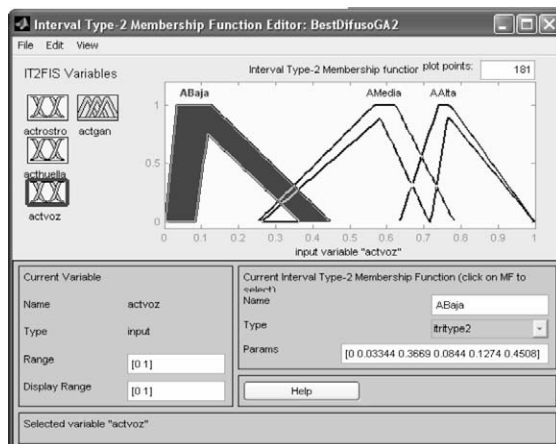 Interval Type-2 Membership Function Editor: BestDifusoGA2
File Edit View
IT2FIS Variables
Interval Type-2 Membership function plot points: 181
actrostro actgan
acthuella
actvoz
ABaja AMedia AAlta
1
0.5
0
0 0.1 0.2 0.3 0.4 0.5 0.6 0.7 0.8 0.9 1
input variable "actvoz"
Current Variable
Name actvoz
Type input
Range [0 1]
Display Range [0 1]
Current Interval Type-2 Membership Function (click on MF to
select)
Name ABaja
Type itritype2
Params [0 0.03344 0.3669 0.0844 0.1274 0.4508]
Help
Selected variable "actvoz"